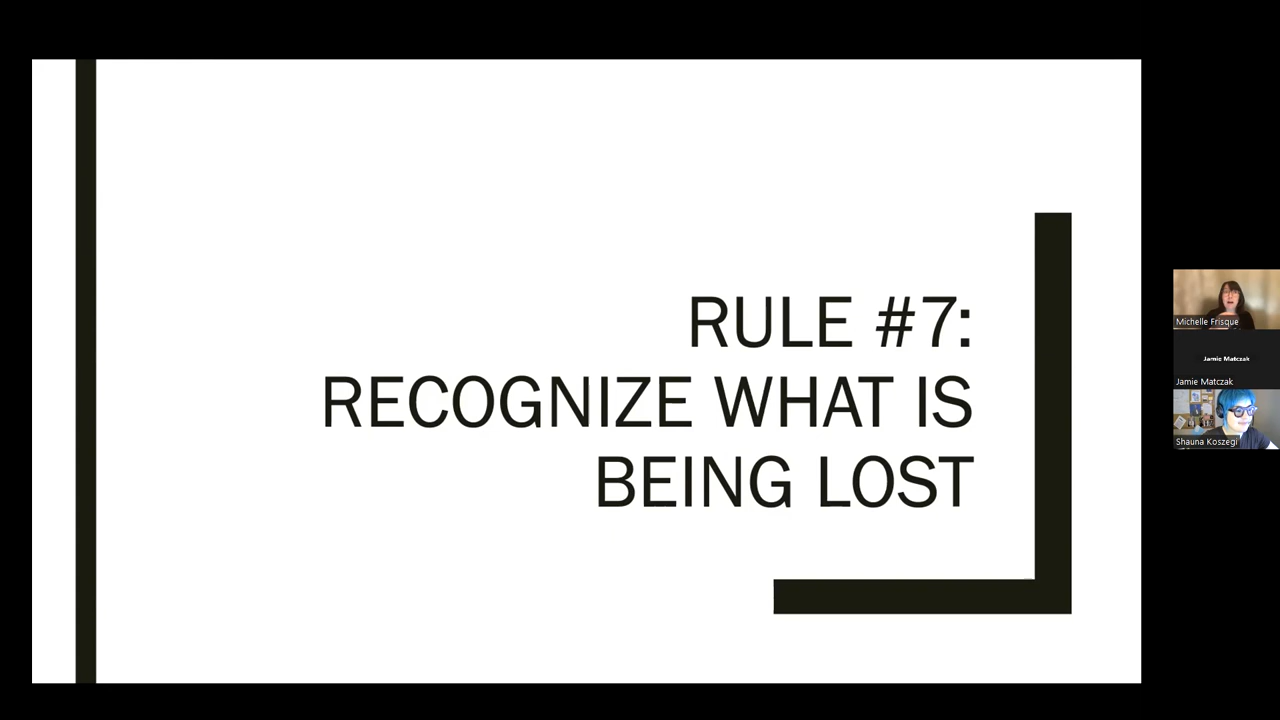 RULE #7:
RECOGNIZE WHAT IS
BEING LOST
Michelle Frisque
Jamie Matczak
Jamie Matczak
Shauna Koszegi